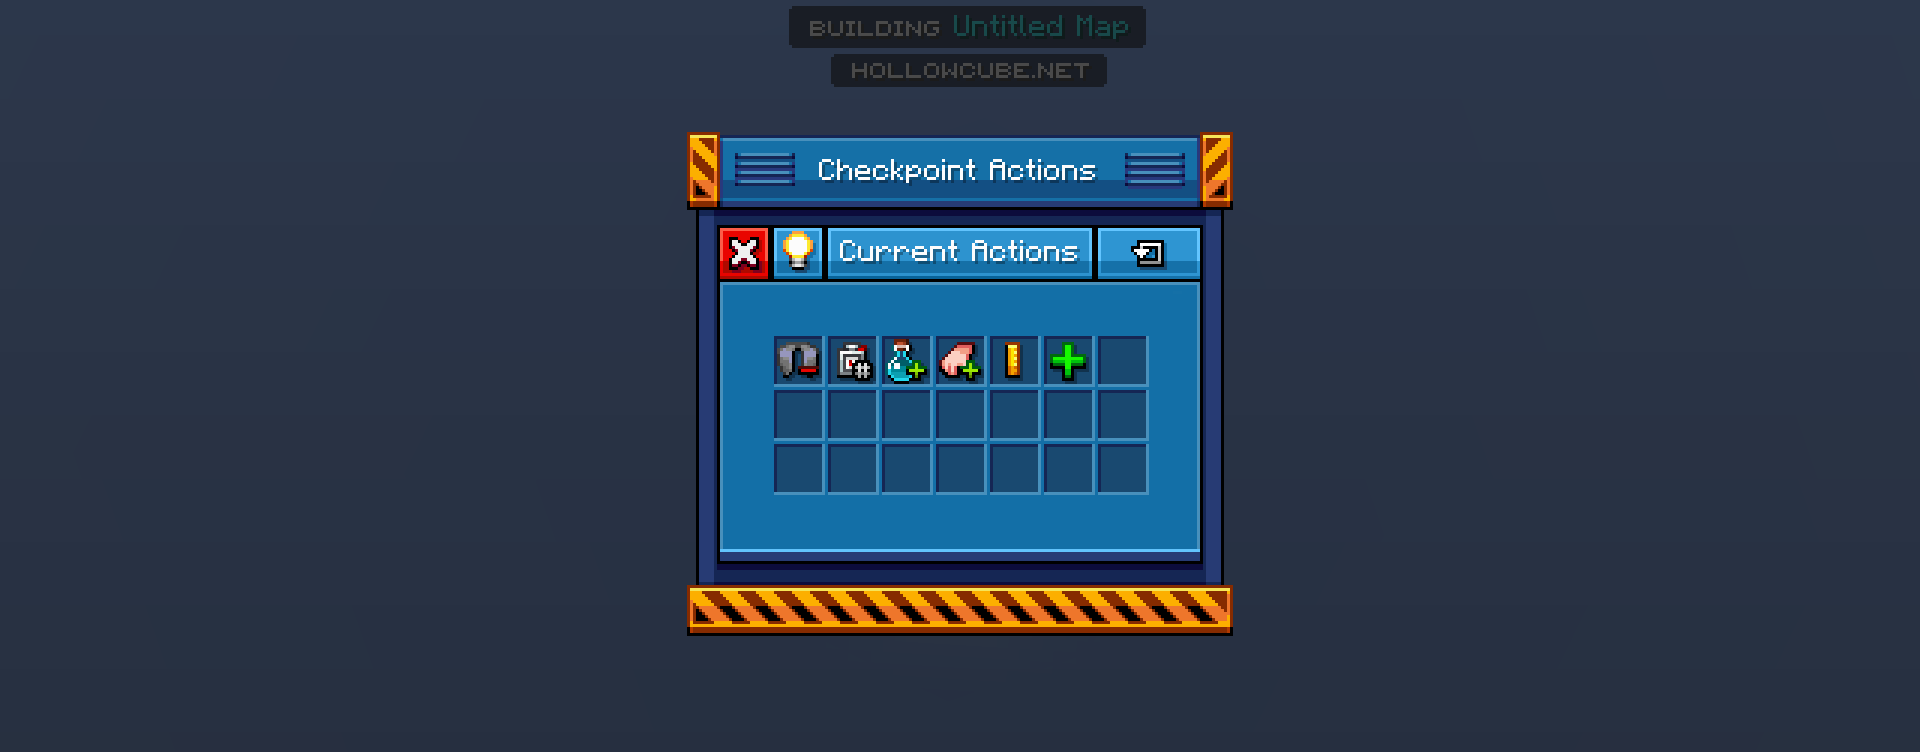 BUILDING Untitled Map
HOLLOWCUBE.NET
Checkpoint Actions
Current Actions